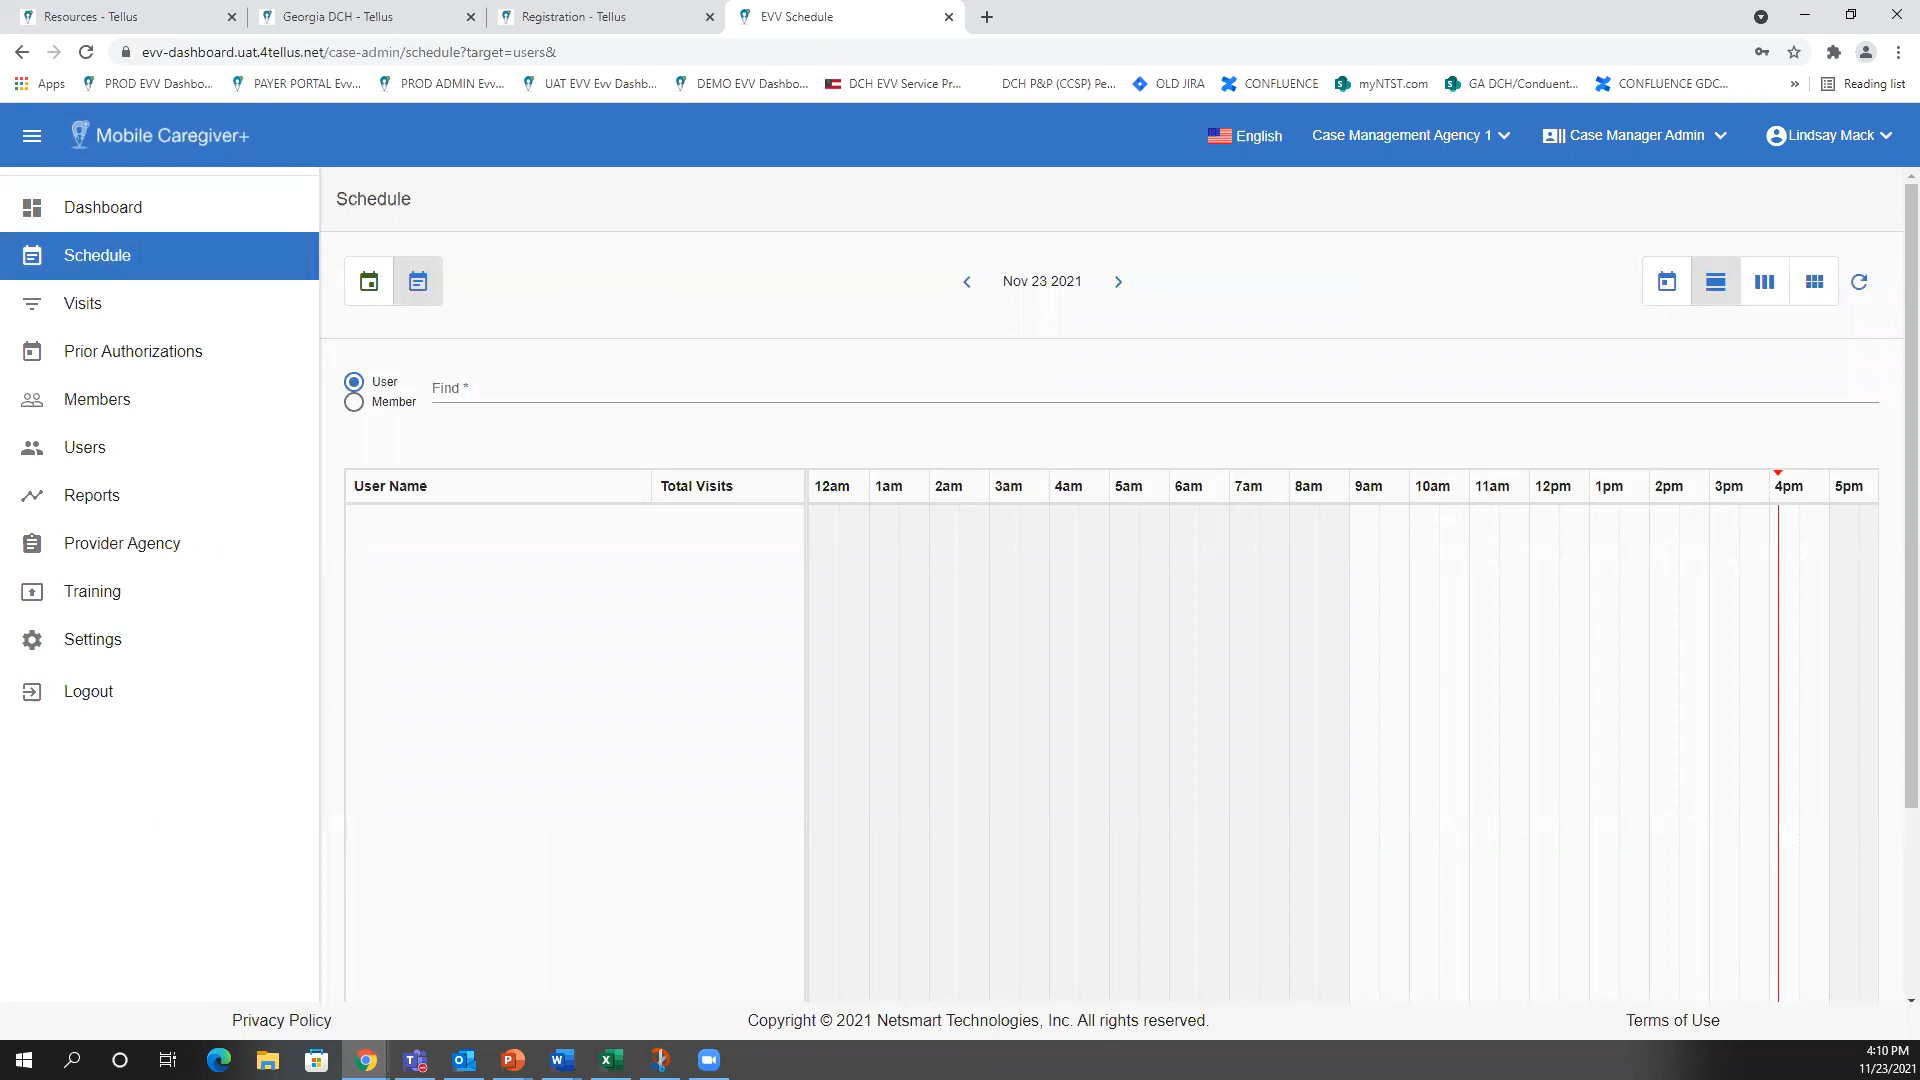 Resources - Tellus
Georgia DCH - Tellus
Registration - Tellus
EVV Schedule
evv-dashboard.uat.4tellus.net/case-admin/schedule?target=users&
Apps
PROD EVV Dashbo...
PAYER PORTAL Evv...
PROD ADMIN Evv...
UAT EVV Evv Dashb...
DEMO EVV Dashbo...
DCH EVV Service Pr...
DCH P&P (CCSP) Pe...
OLD JIRA
CONFLUENCE
myNTST.com
GA DCH/Conduent...
CONFLUENCE GDC...
»
Reading list
Mobile Caregiver+
English
Case Management Agency 1
Case Manager Admin
Lindsay Mack
Dashboard
Schedule
Visits
Prior Authorizations
Members
Users
Reports
Provider Agency
Training
Settings
Logout
Schedule
Nov 23 2021
User
Member
Find *
User Name
Total Visits
12am 1am 2am 3am 4am 5am 6am 7am 8am 9am 10am 11am 12pm 1pm 2pm 3pm 4pm 5pm
Privacy Policy
Copyright © 2021 Netsmart Technologies, Inc. All rights reserved.
Terms of Use
4:10 PM
11/23/2021